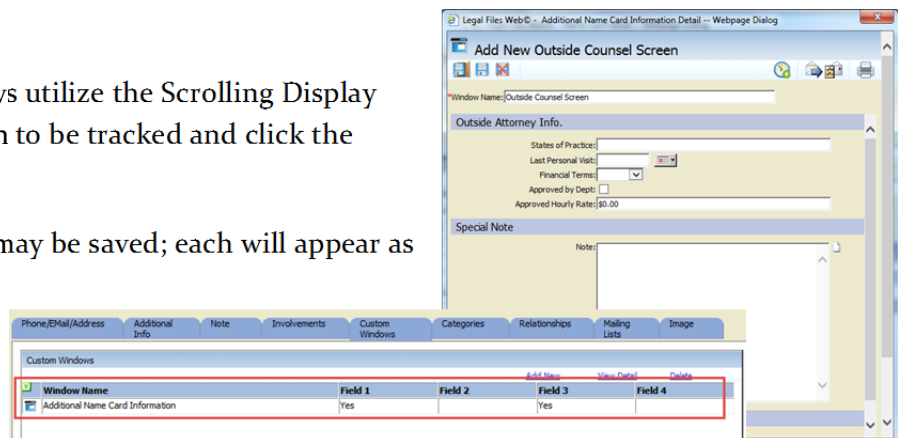 Legal Files Web© - Additional Name Card Information Detail -- Webpage Dialog
Add New Outside Counsel Screen
*Window Name: Outside Counsel Screen
Outside Attorney Info.
States of Practice:
Last Personal Visit:
Financial Terms:
Approved by Dept:
Approved Hourly Rate: $0.00
Special Note
Note:
ys utilize the Scrolling Display
n to be tracked and click the
may be saved; each will appear as
Phone/EMail/Address Additional Info Note Involvements Custom Windows Categories Relationships Mailing Lists Image
Custom Windows
Add New View Detail Delete
Window Name Field 1 Field 2 Field 3 Field 4
Additional Name Card Information Yes Yes